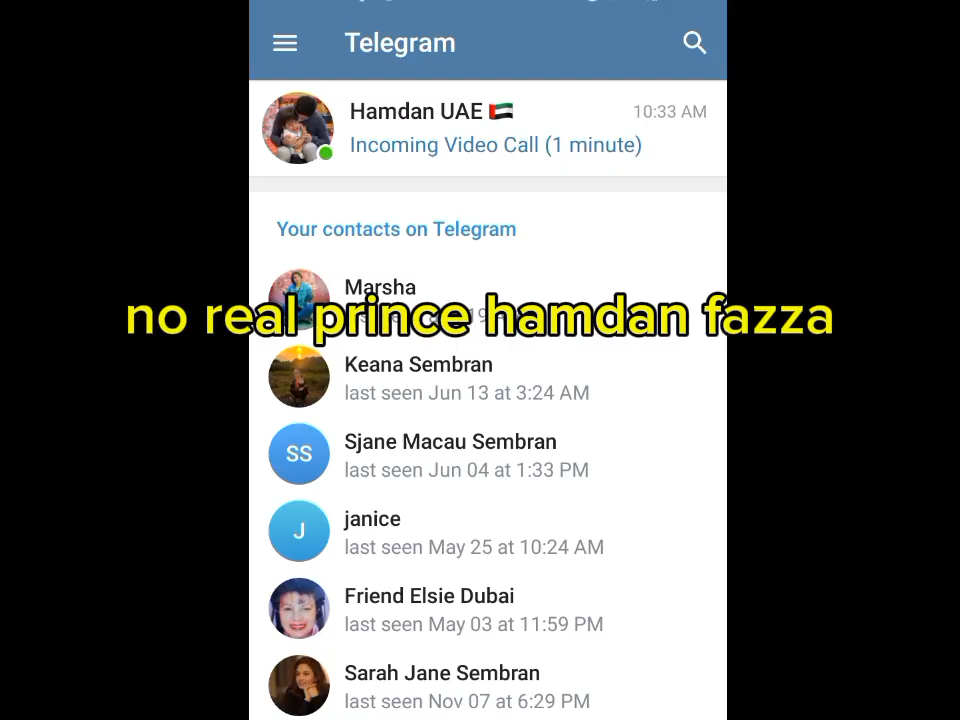 Telegram
Hamdan UAE 🇦🇪
10:33 AM
Incoming Video Call (1 minute)
Your contacts on Telegram
Marsha
no real prince hamdan fazza
Keana Sembran
last seen Jun 13 at 3:24 AM
SS
Sjane Macau Sembran
last seen Jun 04 at 1:33 PM
J
janice
last seen May 25 at 10:24 AM
Friend Elsie Dubai
last seen May 03 at 11:59 PM
Sarah Jane Sembran
last seen Nov 07 at 6:29 PM